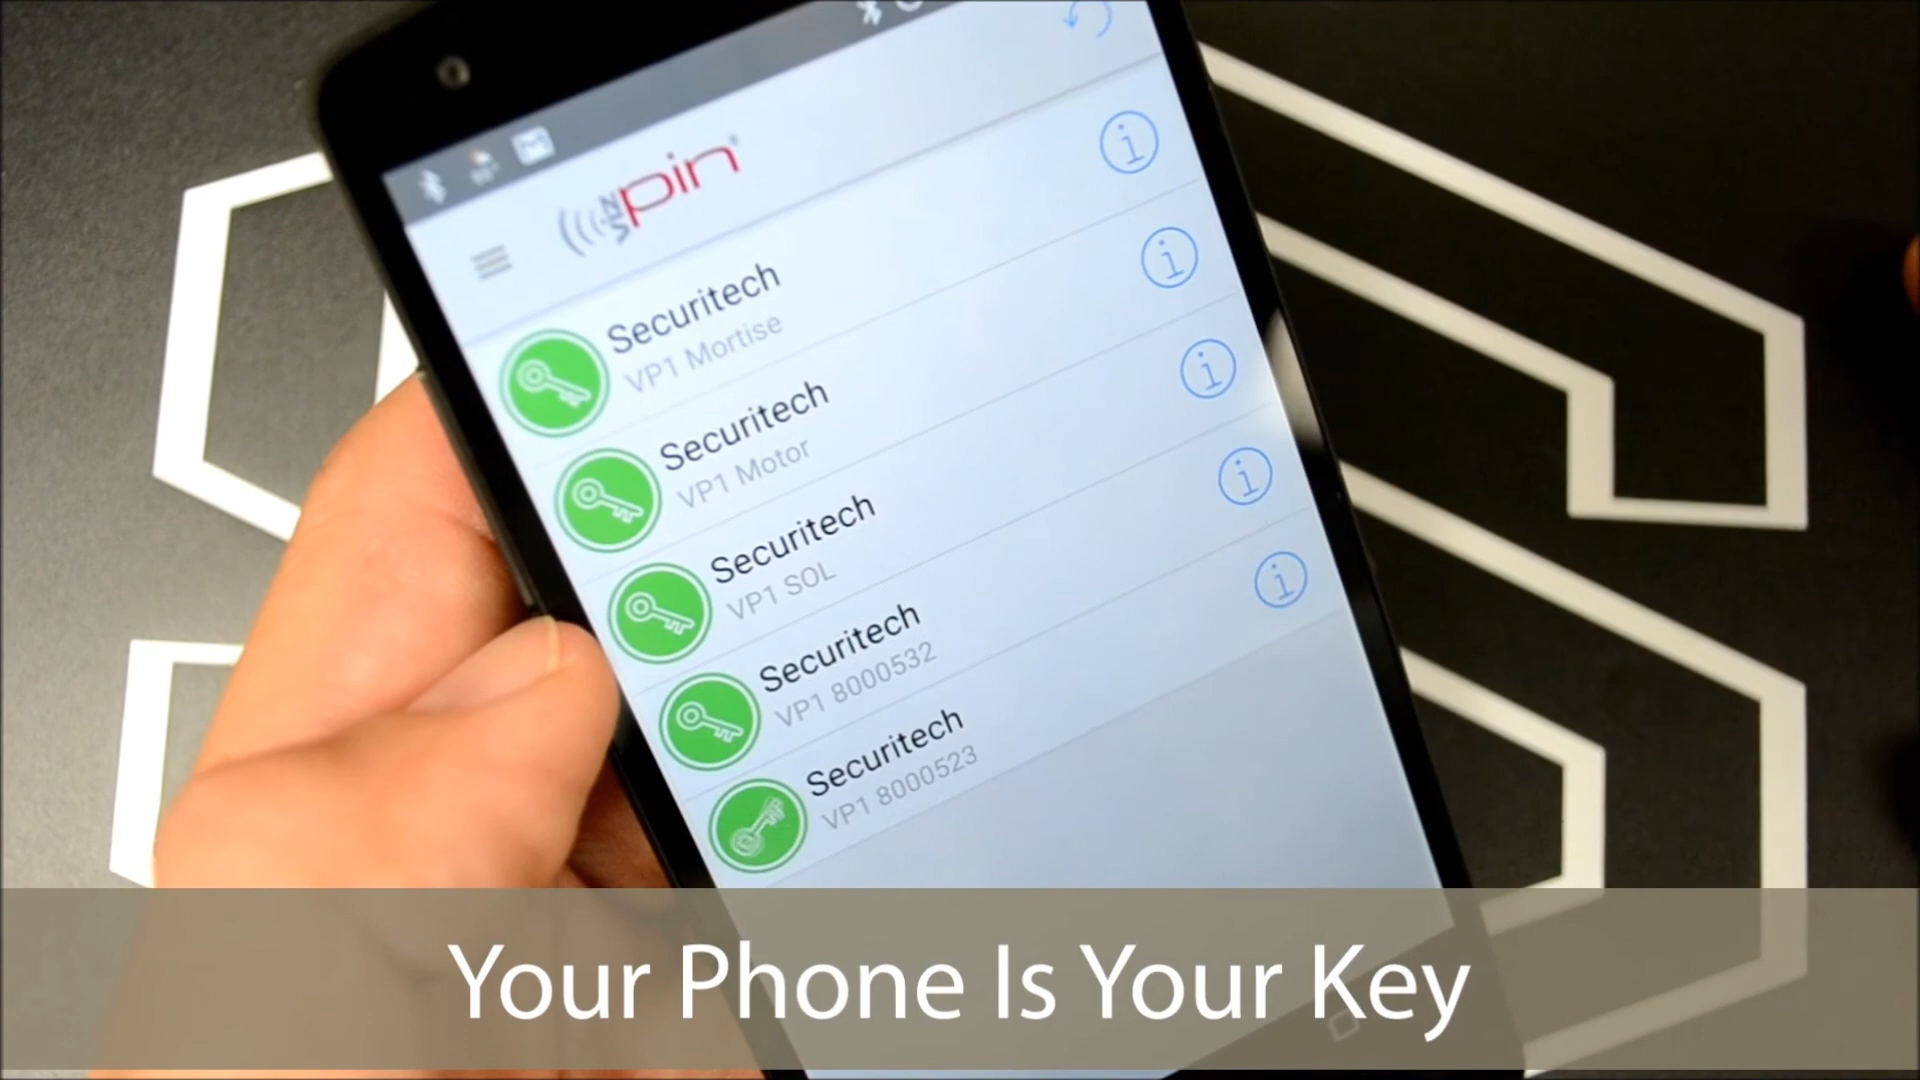 VIZpin®
Securitech
VP1 Mortise
Securitech
VP1 Motor
Securitech
VP1 SOL
Securitech
VP1 8000532
Securitech
VP1 8000523
Your Phone Is Your Key